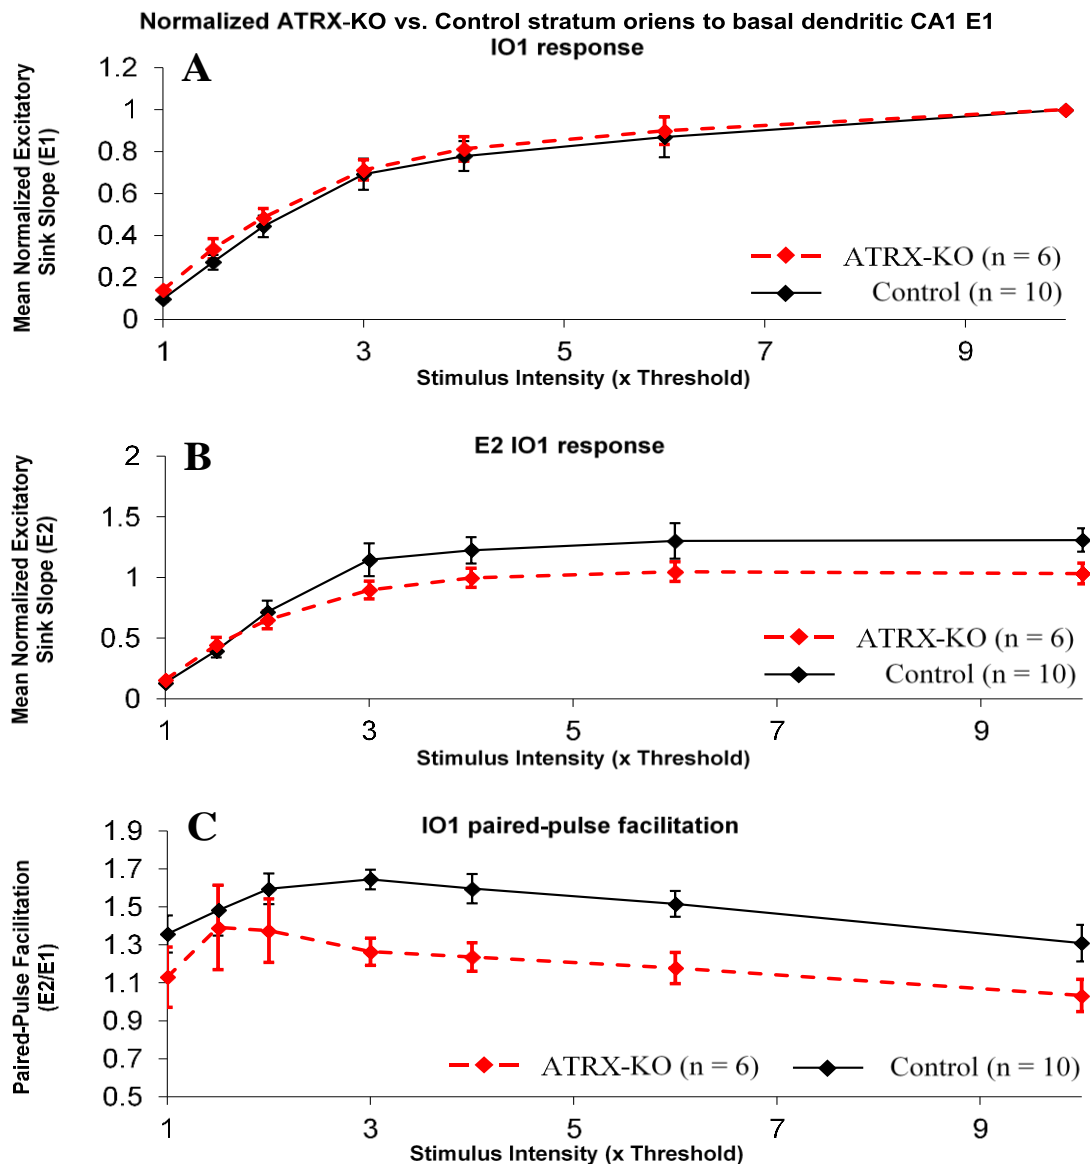 Normalized ATRX-KO vs. Control stratum oriens to basal dendritic CA1 E1
IO1 response
A
Mean Normalized Excitatory
Sink Slope (E1)
1.2
1
0.8
0.6
0.4
0.2
0
ATRX-KO (n = 6)
Control (n = 10)
1 3 5 7 9
Stimulus Intensity (x Threshold)
B
E2 IO1 response
Mean Normalized Excitatory
Sink Slope (E2)
2
1.5
1
0.5
0
ATRX-KO (n = 6)
Control (n = 10)
1 3 5 7 9
Stimulus Intensity (x Threshold)
C
IO1 paired-pulse facilitation
Paired-Pulse Facilitation
(E2/E1)
1.9
1.7
1.5
1.3
1.1
0.9
0.7
0.5
ATRX-KO (n = 6) Control (n = 10)
1 3 5 7 9
Stimulus Intensity (x Threshold)